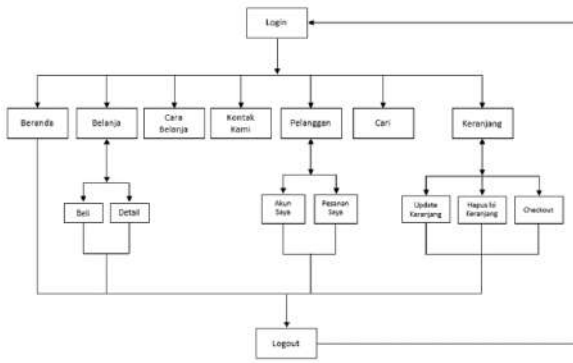 Login
Beranda
Belanja
Cara
Belanja
Kontak
Kami
Pelanggan
Cari
Keranjang
Beli
Detail
Akun
Saya
Pesanan
Saya
Update
Keranjang
Hapus Isi
Keranjang
Checkout
Logout